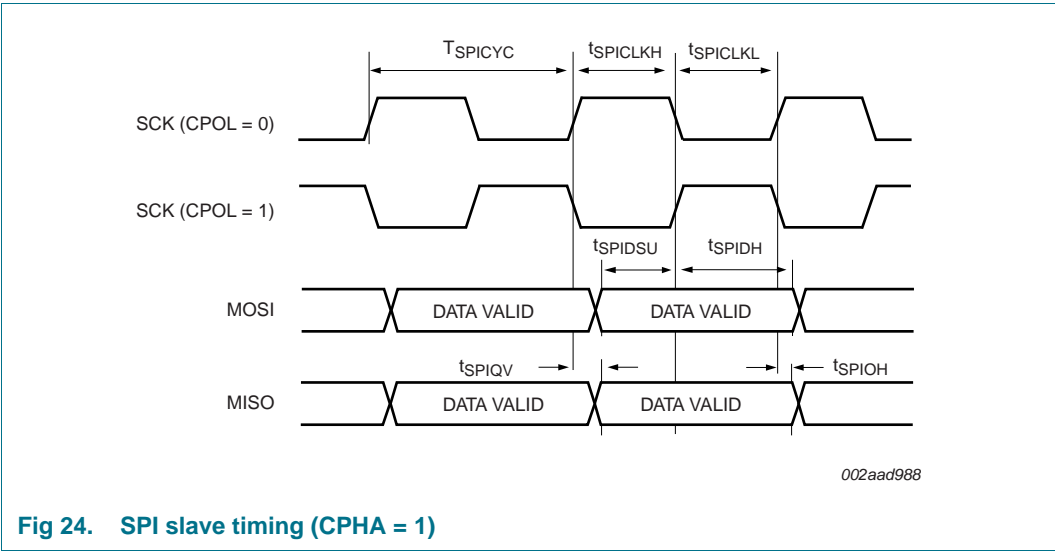 TSPICYC tSPICLKH tSPICLKL
SCK (CPOL = 0)
SCK (CPOL = 1)
tSPIDSU tSPIDH
MOSI DATA VALID DATA VALID
tSPIQV tSPIOH
MISO DATA VALID DATA VALID
002aad988
Fig 24. SPI slave timing (CPHA = 1)